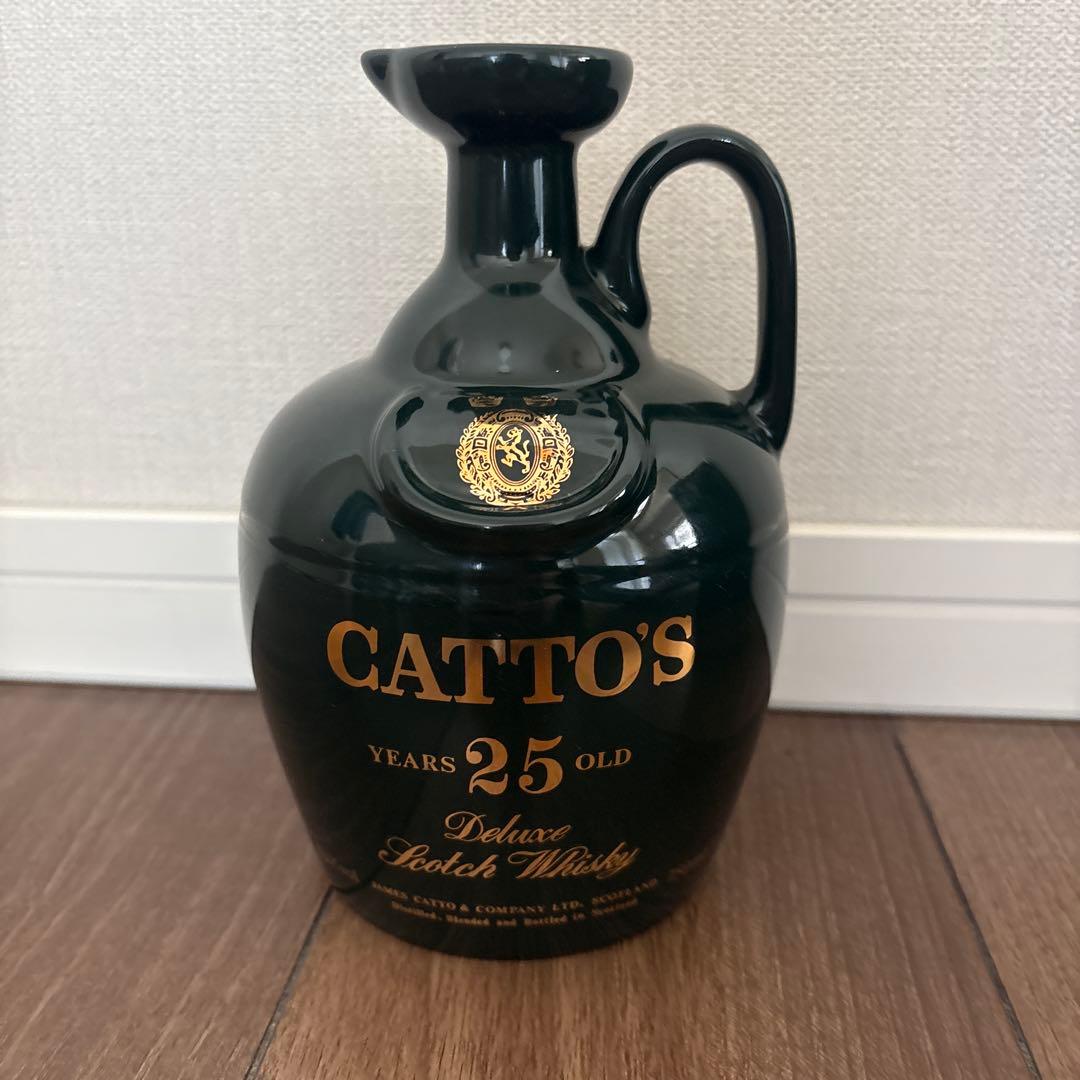 CATTO'S
YEARS 25 OLD
Deluxe
Scotch Whisky
JAMES CATTO & COMPANY LTD. SCOTLAND
Distilled, Blended and Bottled in Scotland